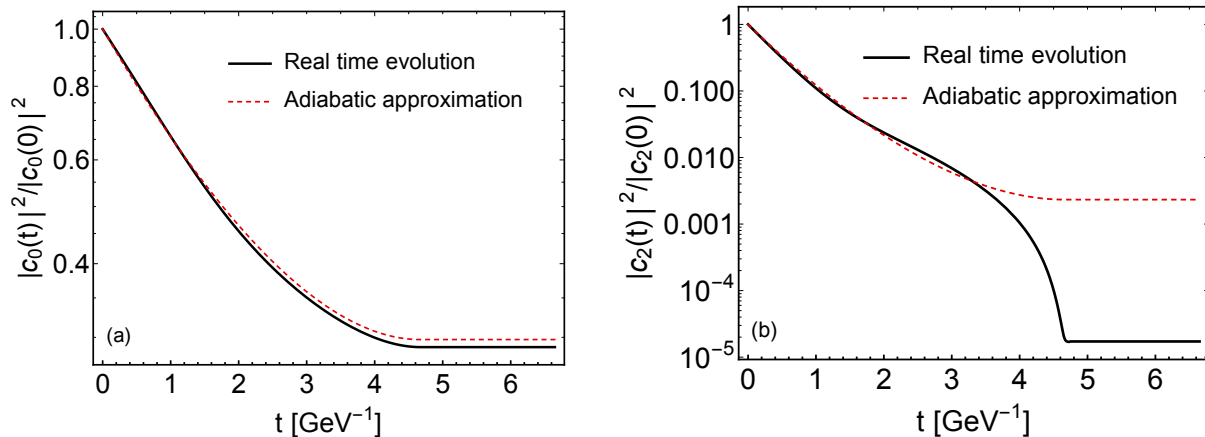 1.0
0.8
0.6
0.4
|c₀(t)|²/|c₀(0)|²
Real time evolution
Adiabatic approximation
(a)
0 1 2 3 4 5 6
t [GeV⁻¹]
1
0.100
0.010
0.001
10⁻⁴
10⁻⁵
|c₂(t)|²/|c₂(0)|²
Real time evolution
Adiabatic approximation
(b)
0 1 2 3 4 5 6
t [GeV⁻¹]